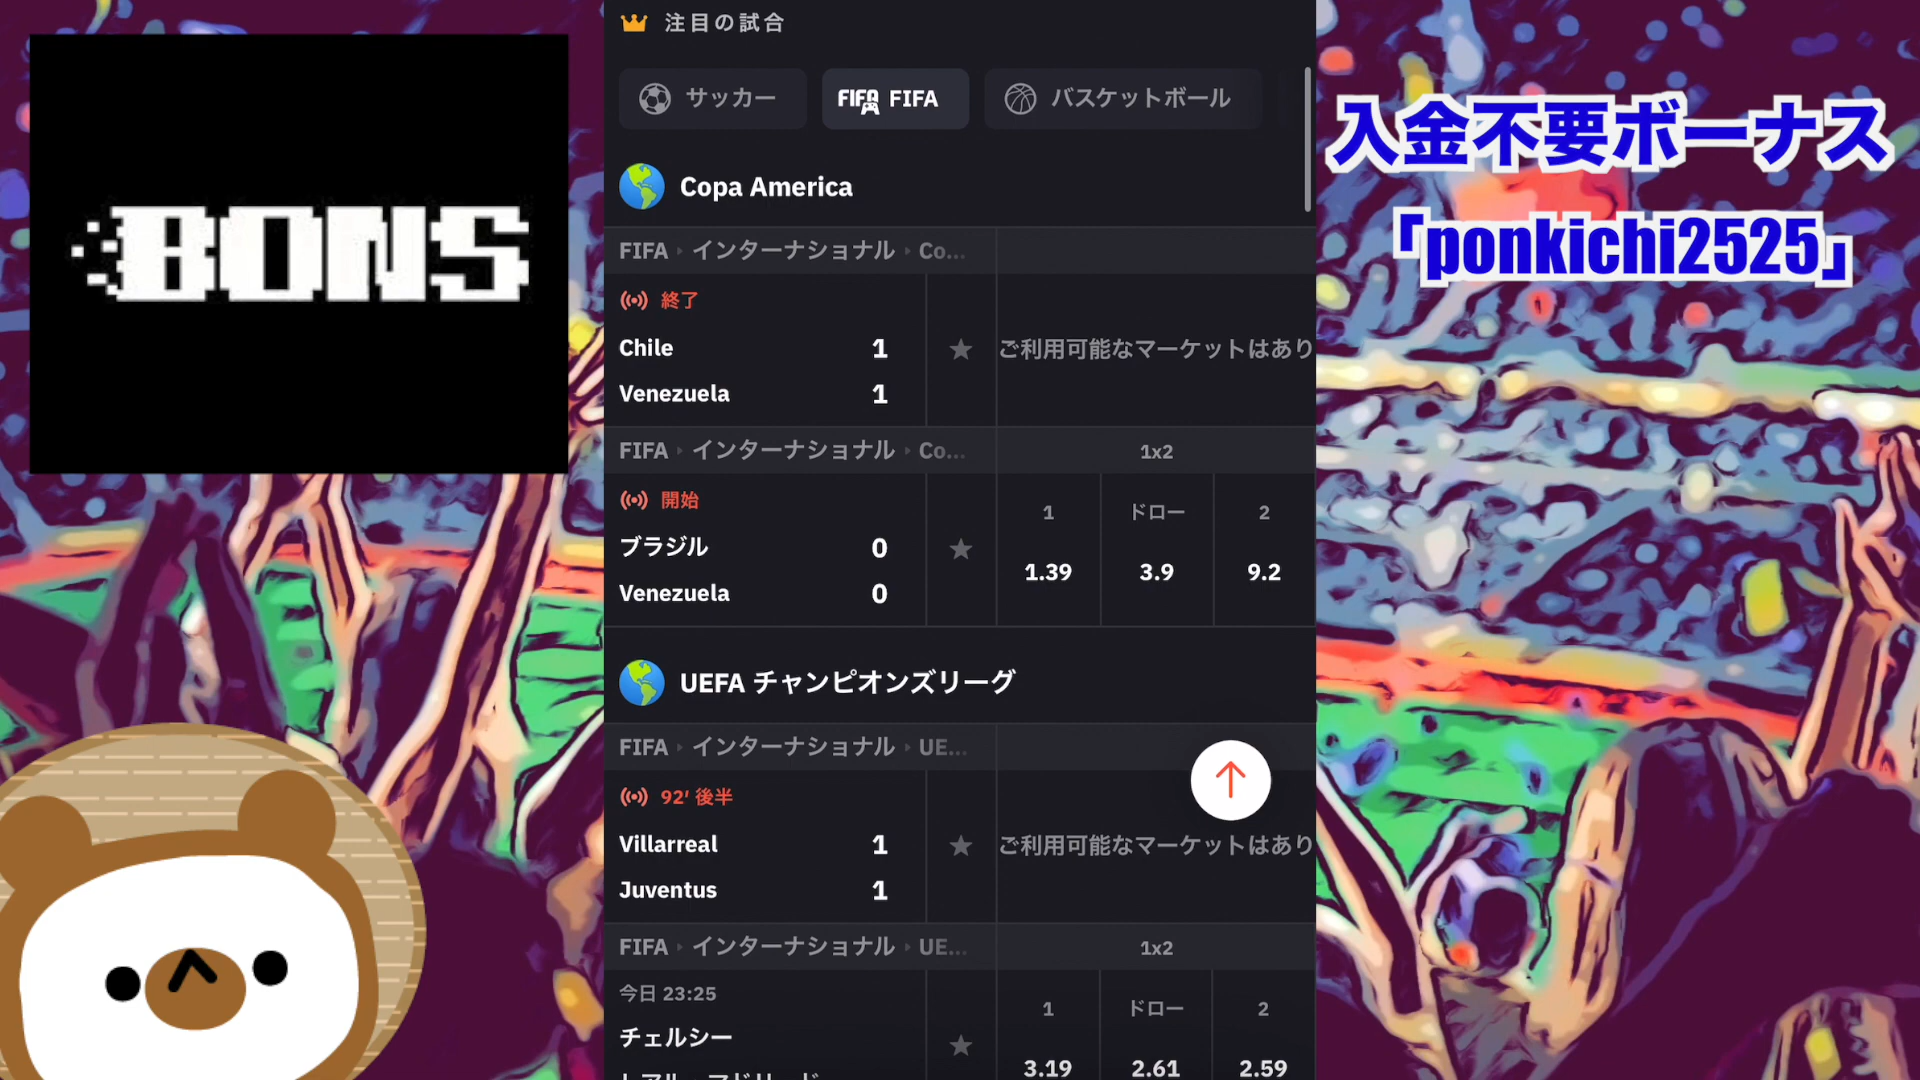 BONS
注目の試合
サッカー
FIFA FIFA
バスケットボール
Copa America
FIFA インターナショナル Co...
終了
Chile 1
Venezuela 1
ご利用可能なマーケットはあり
FIFA インターナショナル Co... 1x2
開始
ブラジル 0
Venezuela 0
1 ドロー 2
1.39 3.9 9.2
UEFA チャンピオンズリーグ
FIFA インターナショナル UE...
92' 後半
Villarreal 1
Juventus 1
ご利用可能なマーケットはあり
FIFA インターナショナル UE... 1x2
今日 23:25
チェルシー
1 ドロー 2
3.19 2.61 2.59
入金不要ボーナス
「ponkichi2525」